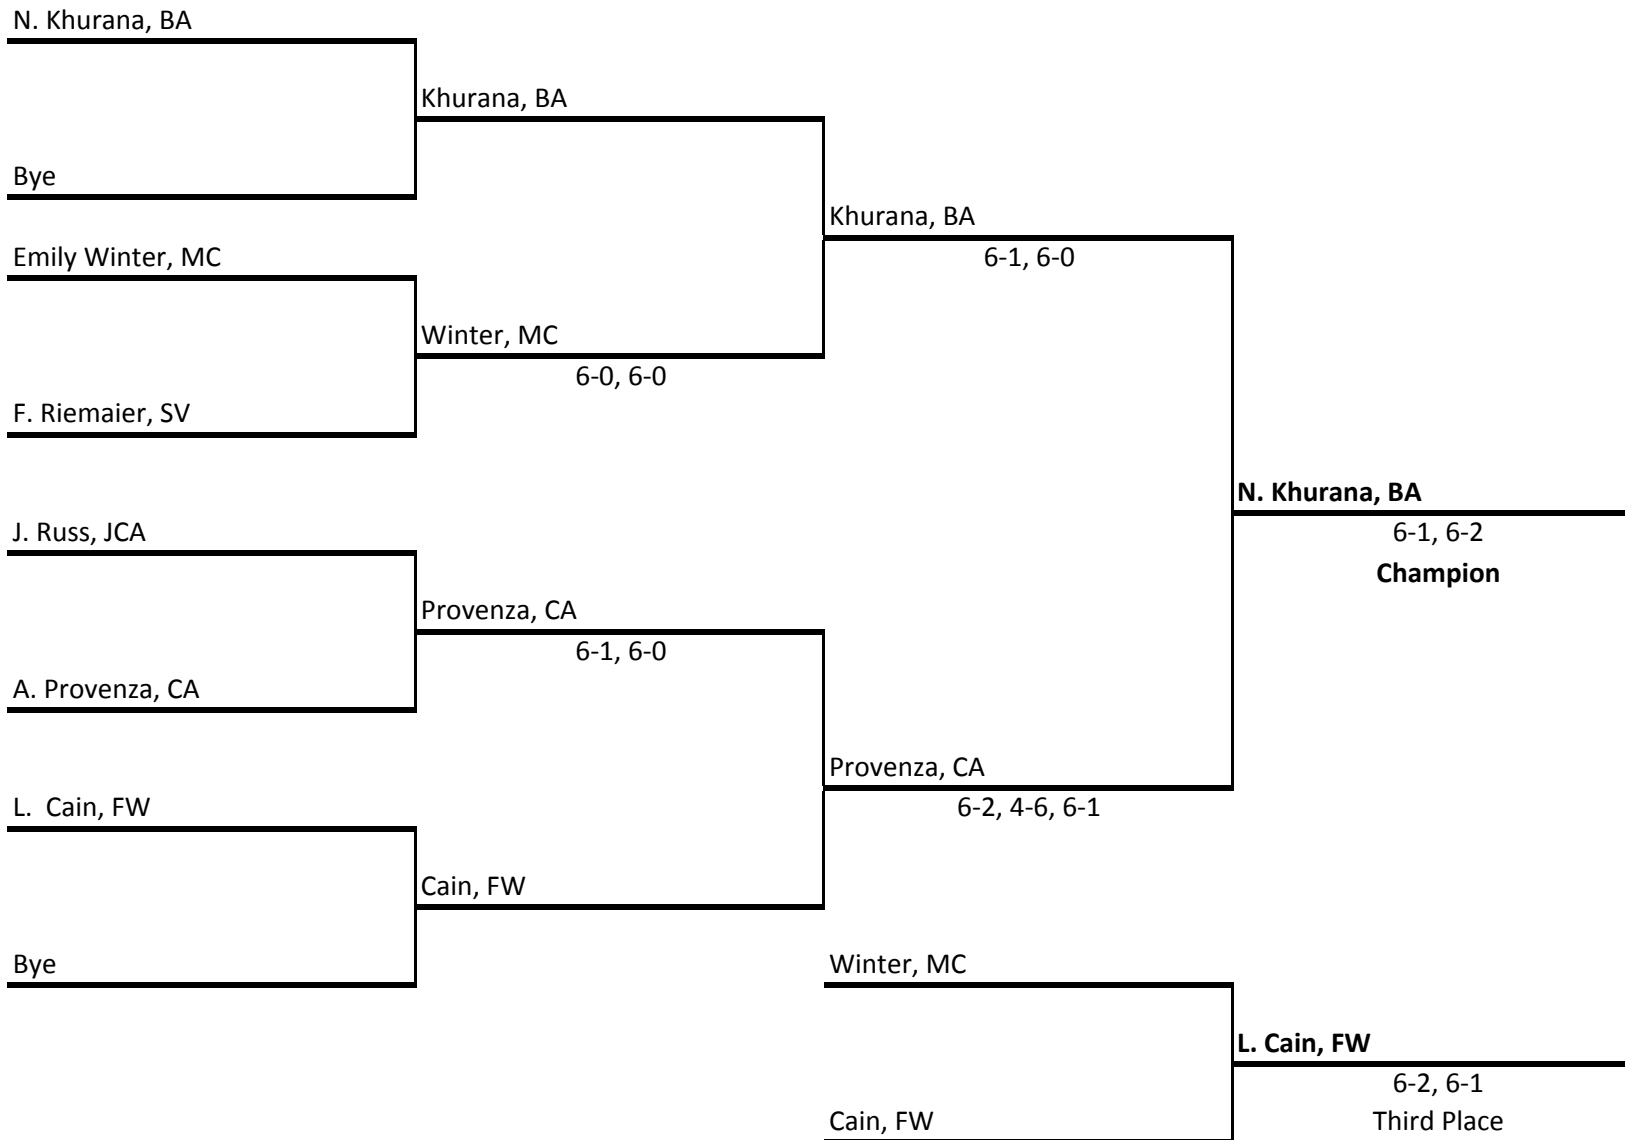 N. Khurana, BA
Khurana, BA
Bye
Khurana, BA
6-1, 6-0
Emily Winter, MC
Winter, MC
6-0, 6-0
F. Riemaier, SV
N. Khurana, BA
6-1, 6-2
Champion
J. Russ, JCA
Provenza, CA
6-1, 6-0
A. Provenza, CA
Provenza, CA
6-2, 4-6, 6-1
L.  Cain, FW
Cain, FW
Bye
Winter, MC
L. Cain, FW
6-2, 6-1
Third Place
Cain, FW